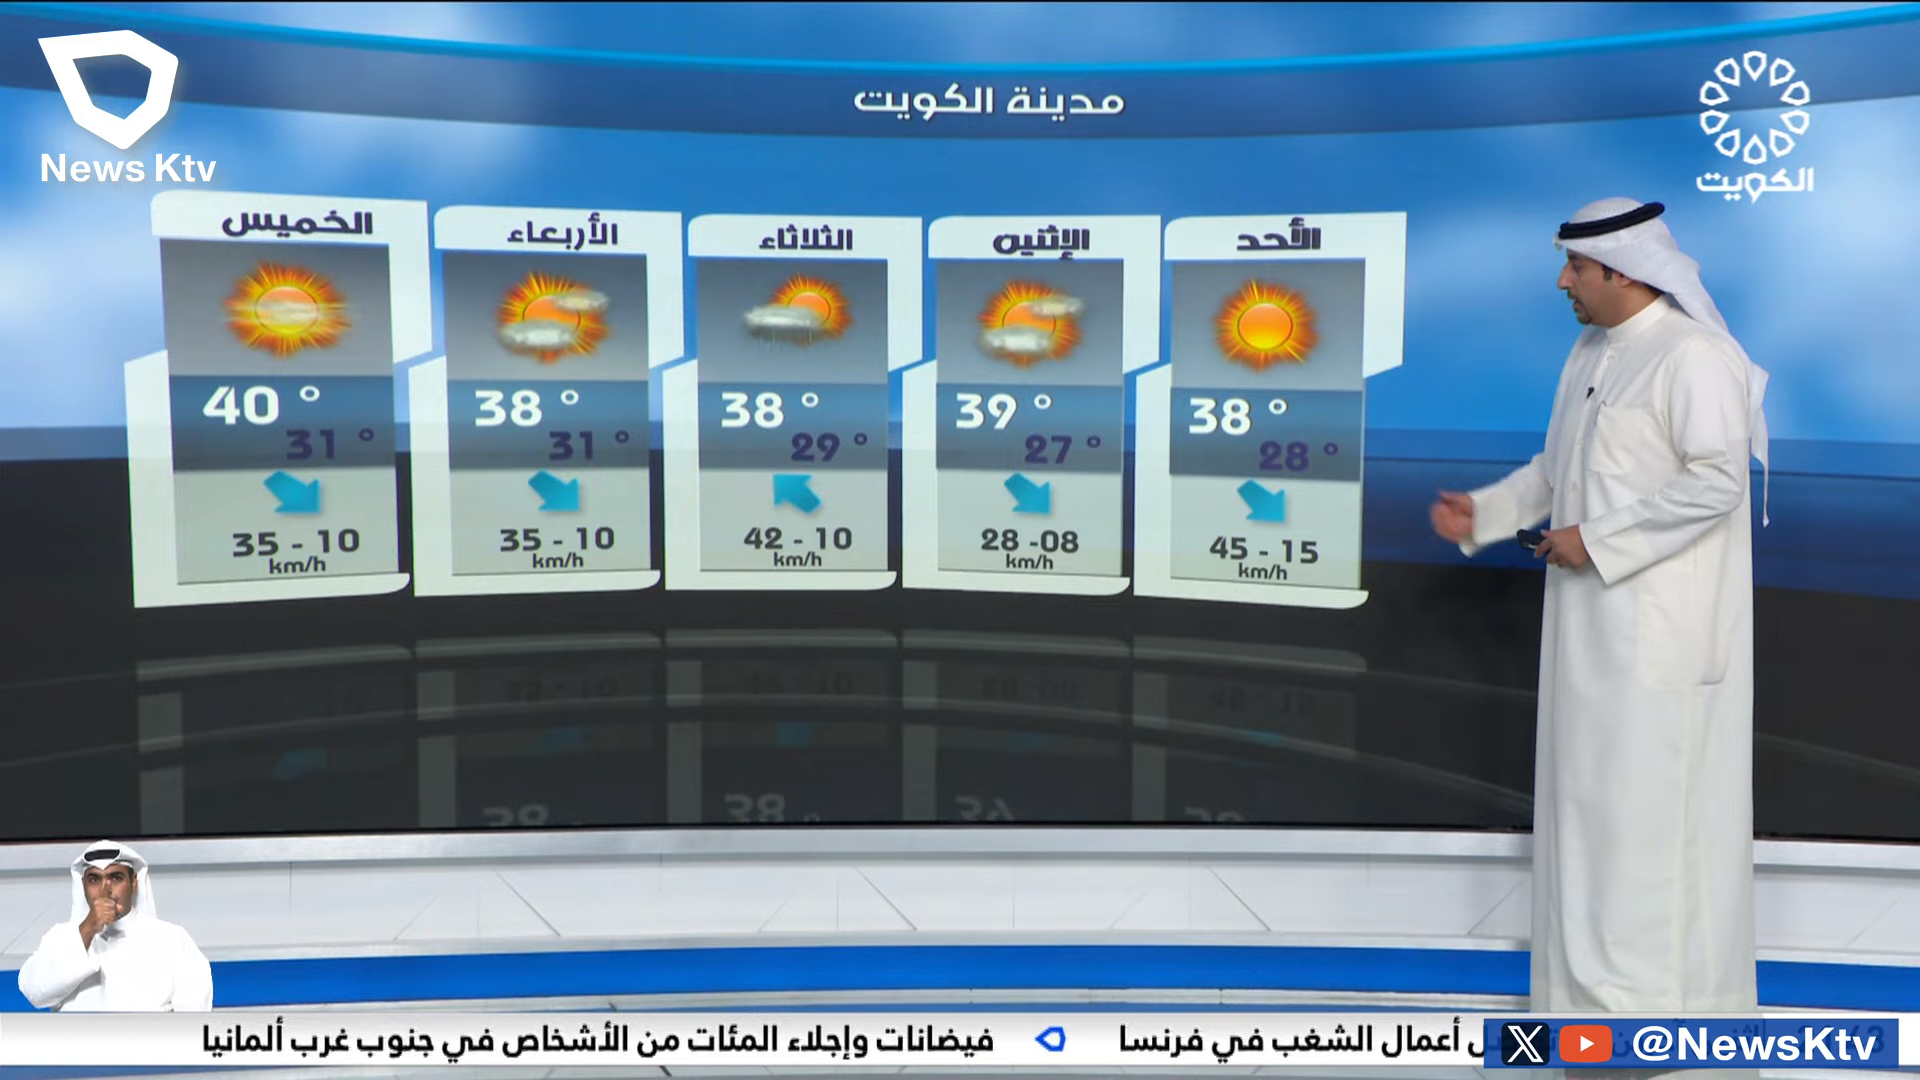 News Ktv
الكويت
مدينة الكويت
الأحد
38°
28°
45 - 15
km/h
الإثنين
39°
27°
28 -08
km/h
الثلاثاء
38°
29°
42 - 10
km/h
الأربعاء
38°
31°
35 - 10
km/h
الخميس
40°
31°
35 - 10
km/h
أعمال الشغب في فرنسا
فيضانات وإجلاء المئات من الأشخاص في جنوب غرب ألمانيا
@NewsKtv